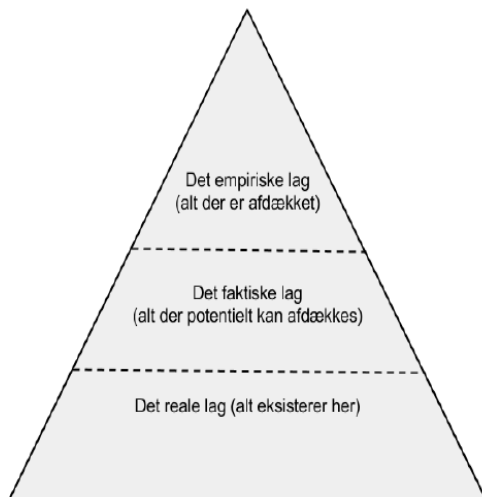 Det empiriske lag
(alt der er afdækket)
Det faktiske lag
(alt der potentielt kan afdækkes)
Det reale lag (alt eksisterer her)